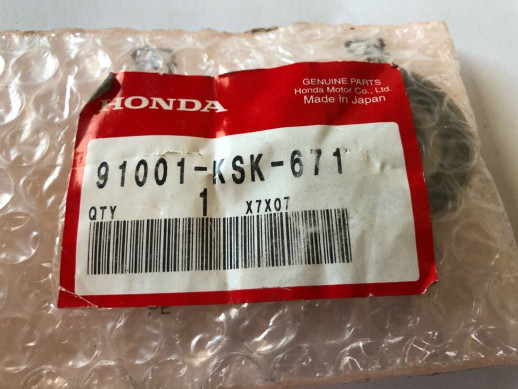 GENUINE PARTS
Honda Motor Co., Ltd.
Made in Japan
HONDA
91001-KSK-671
QTY 1 X7X07